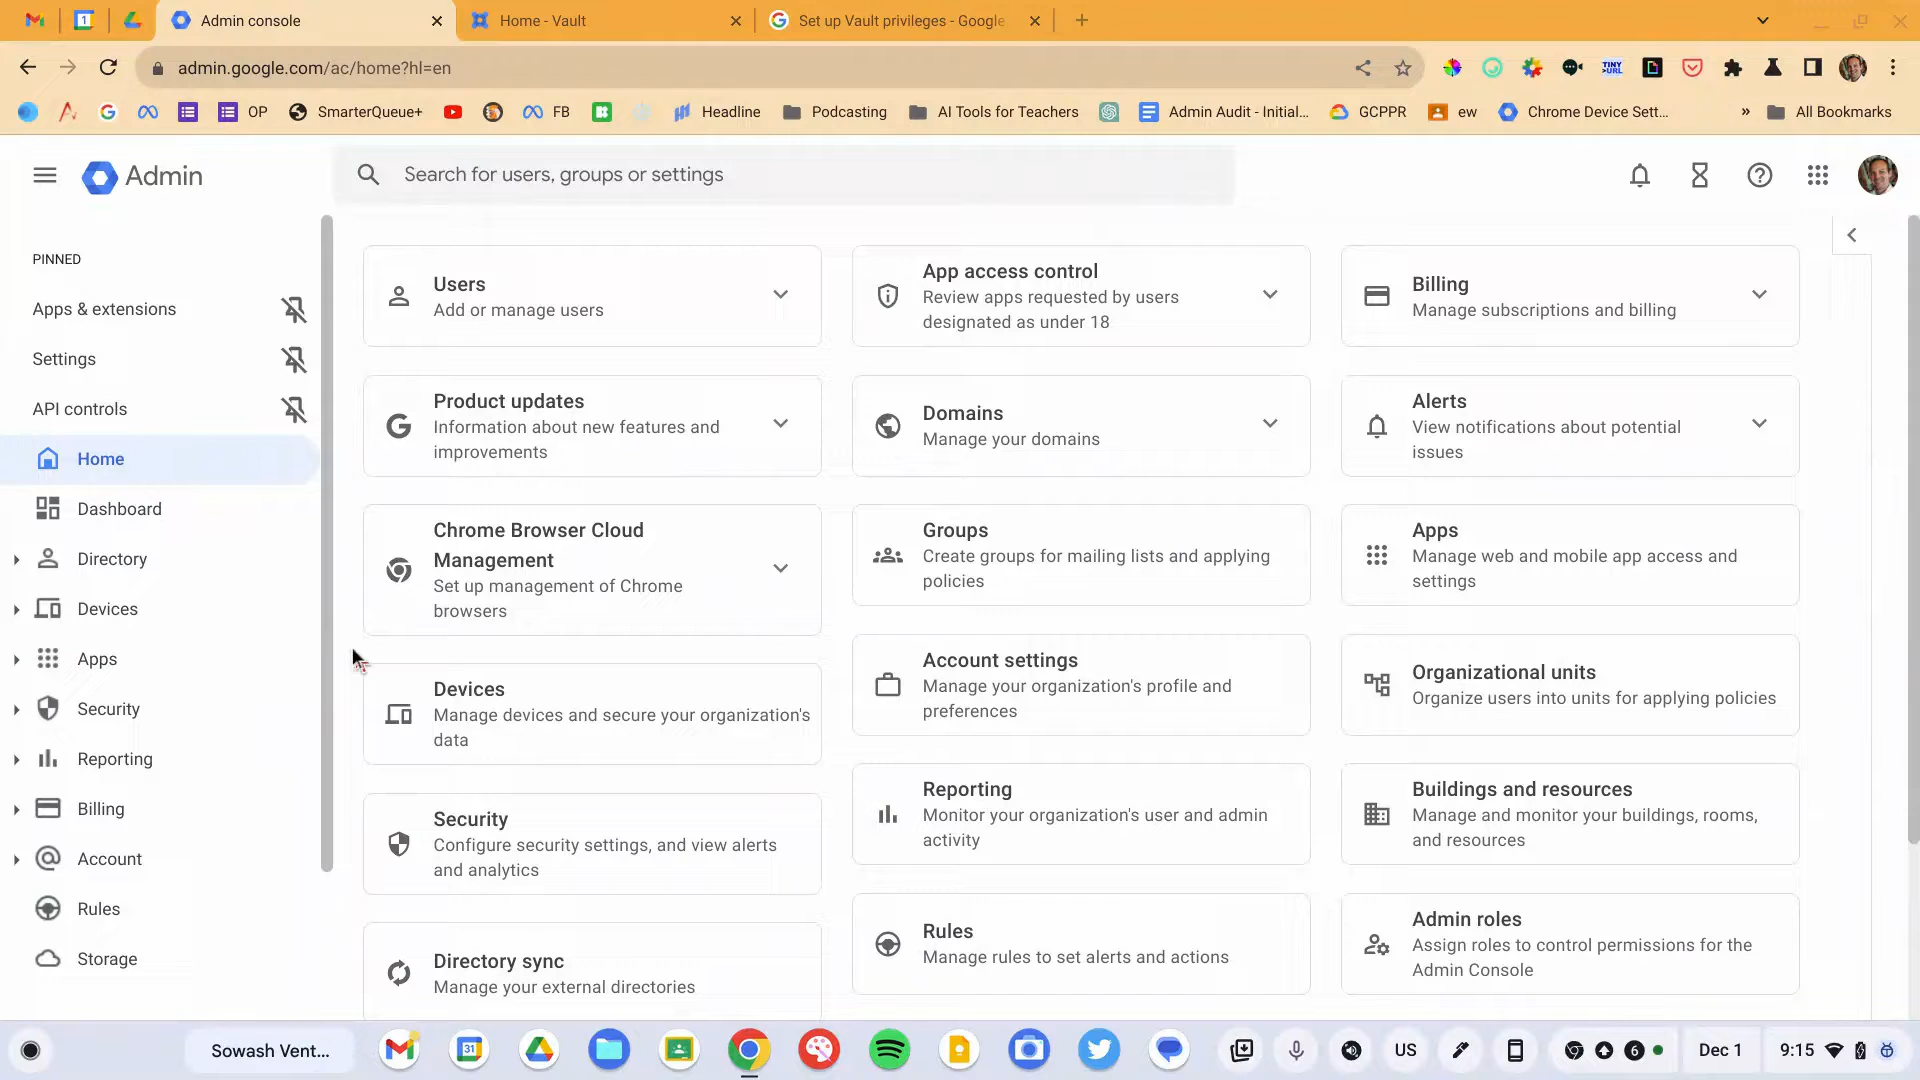 Admin console
Home - Vault
Set up Vault privileges - Google
admin.google.com/ac/home?hl=en
TINY
URL
OP
SmarterQueue+
FB
Headline
Podcasting
AI Tools for Teachers
Admin Audit - Initial...
GCPPR
ew
Chrome Device Sett...
»
All Bookmarks
Admin
Search for users, groups or settings
PINNED
Apps & extensions
Settings
API controls
Home
Dashboard
Directory
Devices
Apps
Security
Reporting
Billing
Account
Rules
Storage
Users
Add or manage users
App access control
Review apps requested by users
designated as under 18
Billing
Manage subscriptions and billing
Product updates
Information about new features and
improvements
Domains
Manage your domains
Alerts
View notifications about potential
issues
Chrome Browser Cloud
Management
Set up management of Chrome
browsers
Groups
Create groups for mailing lists and applying
policies
Apps
Manage web and mobile app access and
settings
Devices
Manage devices and secure your organization's
data
Account settings
Manage your organization's profile and
preferences
Organizational units
Organize users into units for applying policies
Security
Configure security settings, and view alerts
and analytics
Reporting
Monitor your organization's user and admin
activity
Buildings and resources
Manage and monitor your buildings, rooms,
and resources
Directory sync
Manage your external directories
Rules
Manage rules to set alerts and actions
Admin roles
Assign roles to control permissions for the
Admin Console
Sowash Vent...
31
US
6
Dec 1
9:15